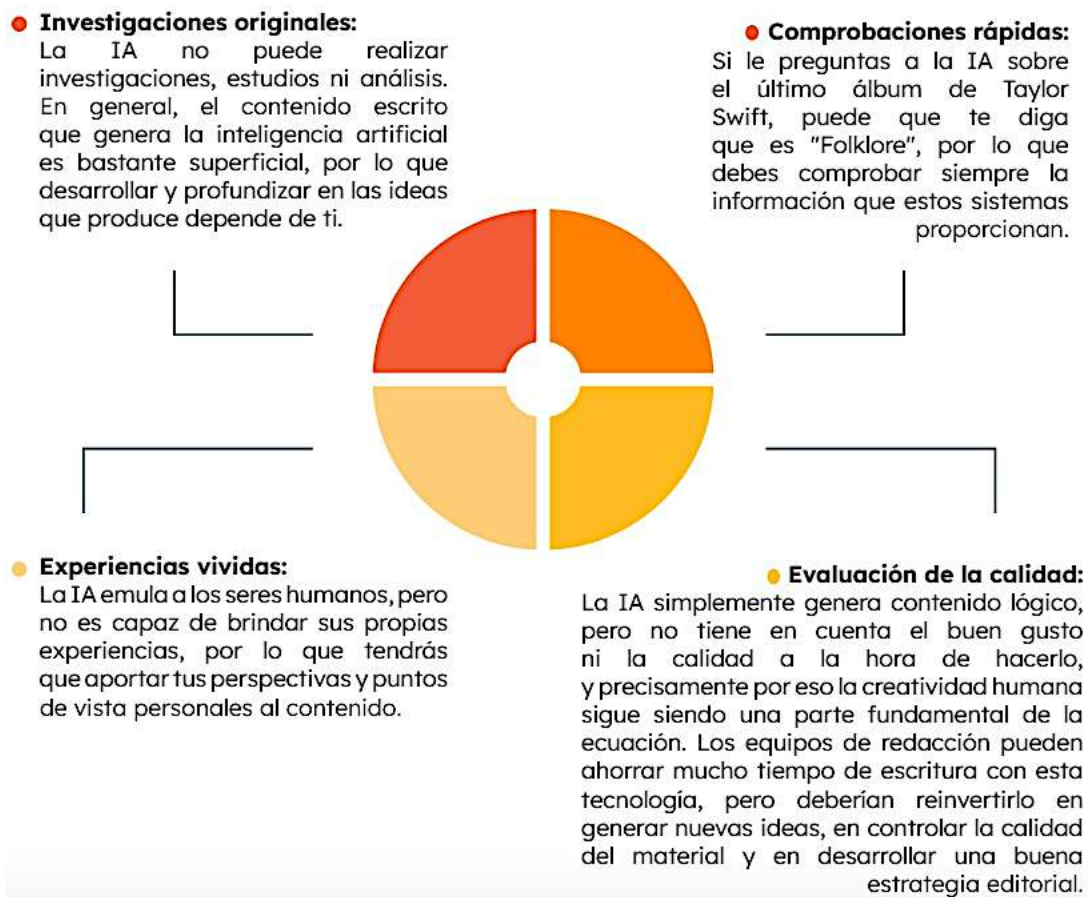 Investigaciones originales:
La IA no puede realizar
investigaciones, estudios ni análisis.
En general, el contenido escrito
que genera la inteligencia artificial
es bastante superficial, por lo que
desarrollar y profundizar en las ideas
que produce depende de ti.
Comprobaciones rápidas:
Si le preguntas a la IA sobre
el último álbum de Taylor
Swift, puede que te diga
que es "Folklore", por lo que
debes comprobar siempre la
información que estos sistemas
proporcionan.
Experiencias vividas:
La IA emula a los seres humanos, pero
no es capaz de brindar sus propias
experiencias, por lo que tendrás
que aportar tus perspectivas y puntos
de vista personales al contenido.
Evaluación de la calidad:
La IA simplemente genera contenido lógico,
pero no tiene en cuenta el buen gusto
ni la calidad a la hora de hacerlo,
y precisamente por eso la creatividad humana
sigue siendo una parte fundamental de la
ecuación. Los equipos de redacción pueden
ahorrar mucho tiempo de escritura con esta
tecnología, pero deberían reinvertirlo en
generar nuevas ideas, en controlar la calidad
del material y en desarrollar una buena
estrategia editorial.